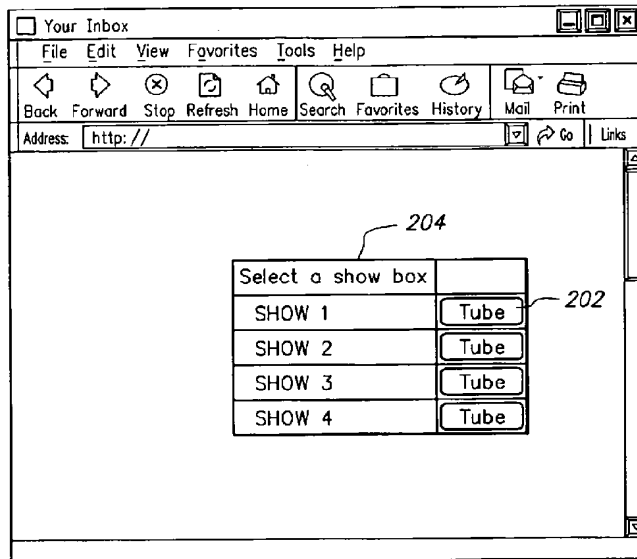 Your Inbox
File Edit View Favorites Tools Help
Back Forward Stop Refresh Home Search Favorites History Mail Print
Address: http:// Go Links
204
Select a show box
SHOW 1 Tube 202
SHOW 2 Tube
SHOW 3 Tube
SHOW 4 Tube